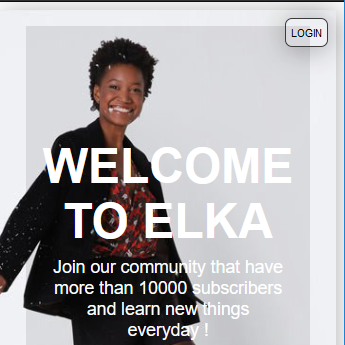 LOGIN
WELCOME
TO ELKA
Join our community that have
more than 10000 subscribers
and learn new things
everyday !